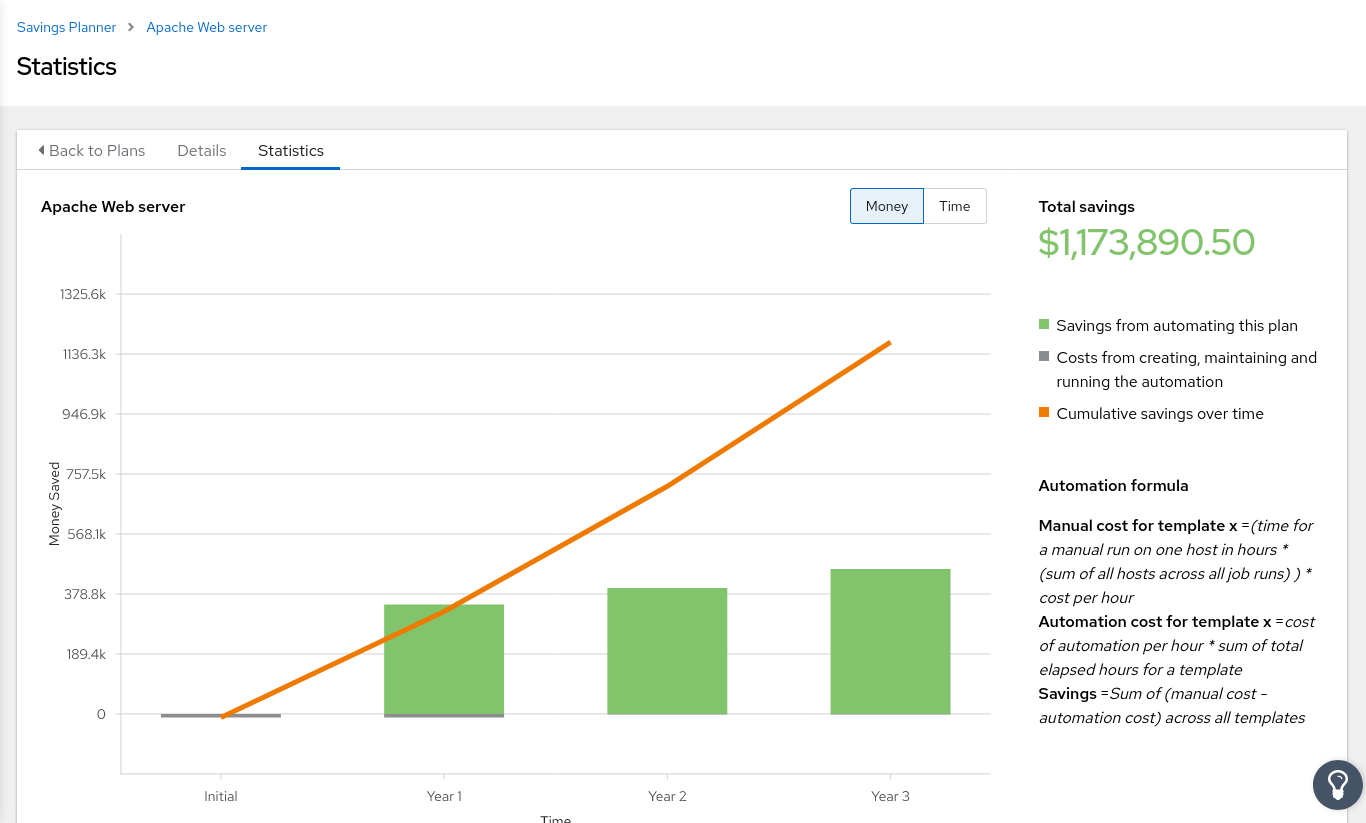 Savings Planner > Apache Web server
Statistics
Back to Plans Details Statistics
Apache Web server
Money Time
Money Saved
1325.6k
1136.3k
946.9k
757.5k
568.1k
378.8k
189.4k
0
Initial Year 1 Year 2 Year 3
Time
Total savings
$1,173,890.50
Savings from automating this plan
Costs from creating, maintaining and
running the automation
Cumulative savings over time
Automation formula
Manual cost for template x =(time for
a manual run on one host in hours *
(sum of all hosts across all job runs) ) *
cost per hour
Automation cost for template x =cost
of automation per hour * sum of total
elapsed hours for a template
Savings =Sum of (manual cost -
automation cost) across all templates